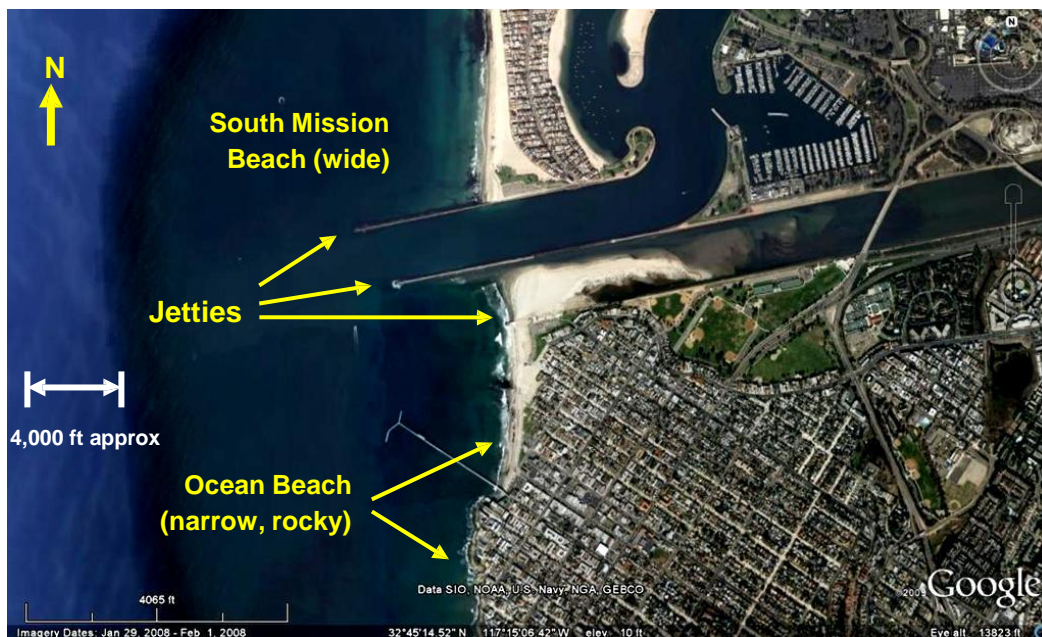 N
N
South Mission
Beach (wide)
Jetties
4,000 ft approx
Ocean Beach
(narrow, rocky)
Data SIO, NOAA, U.S. Navy, NGA, GEBCO
4065 ft
Google
Imagery Dates: Jan 29, 2008 - Feb 1, 2008
32°45'14.52" N
117°15'06.42" W
elev 10 ft
Eye alt 13823 ft